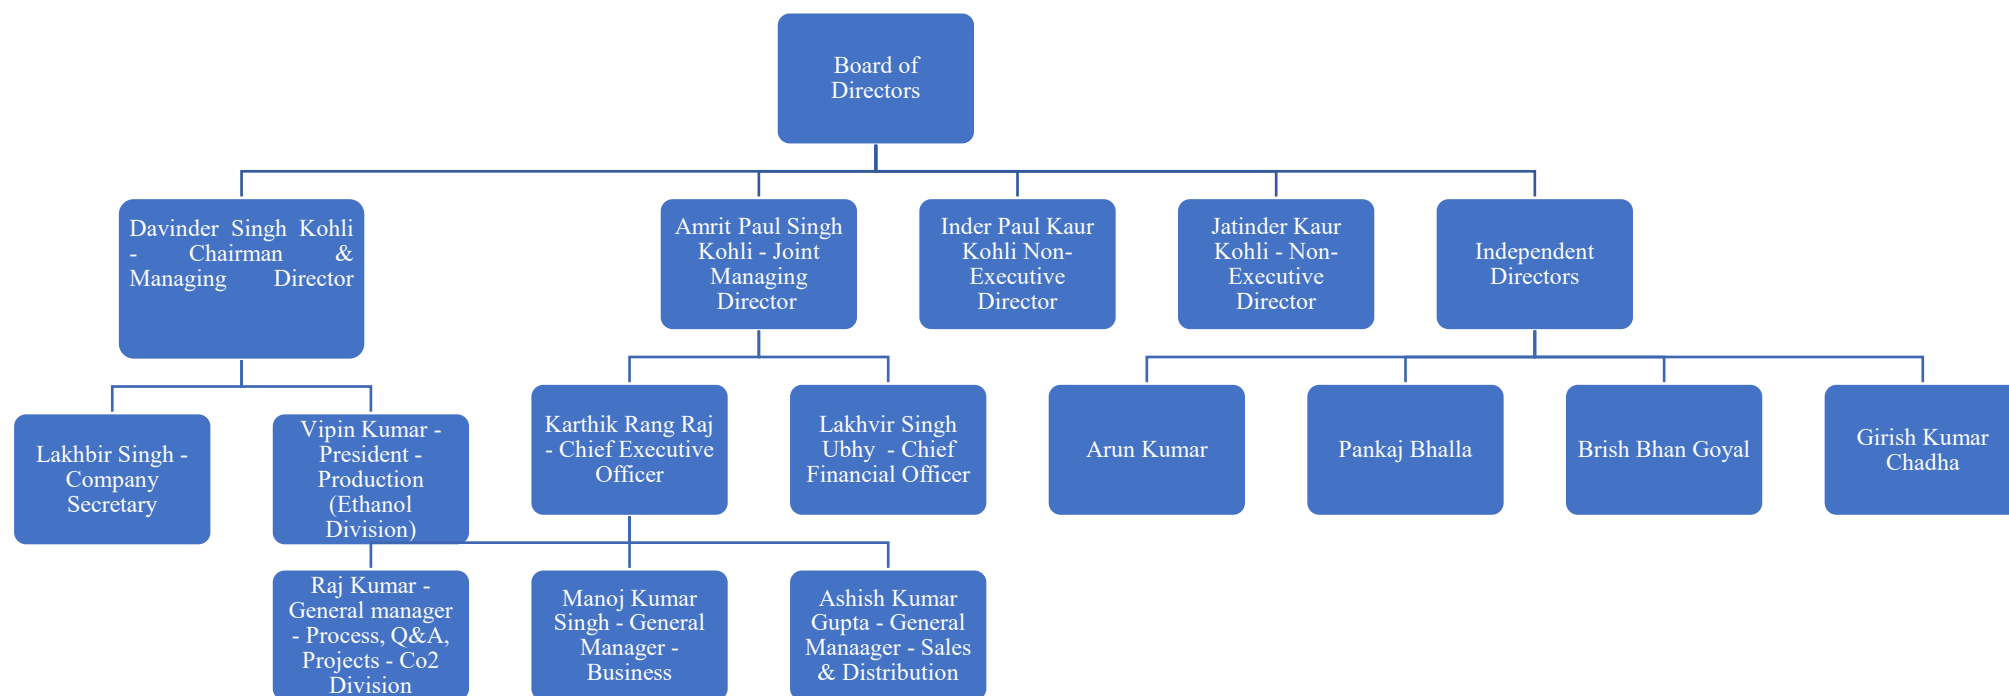 Board of
Directors
Davinder Singh Kohli
- Chairman &
Managing Director
Amrit Paul Singh
Kohli - Joint
Managing
Director
Inder Paul Kaur
Kohli Non-
Executive
Director
Jatinder Kaur
Kohli - Non-
Executive
Director
Independent
Directors
Lakhbir Singh -
Company
Secretary
Vipin Kumar -
President -
Production
(Ethanol
Division)
Karthik Rang Raj
- Chief Executive
Officer
Lakhvir Singh
Ubhy - Chief
Financial Officer
Arun Kumar
Pankaj Bhalla
Brish Bhan Goyal
Girish Kumar
Chadha
Raj Kumar -
General manager
- Process, Q&A,
Projects - Co2
Division
Manoj Kumar
Singh - General
Manager -
Business
Ashish Kumar
Gupta - General
Manaager - Sales
& Distribution